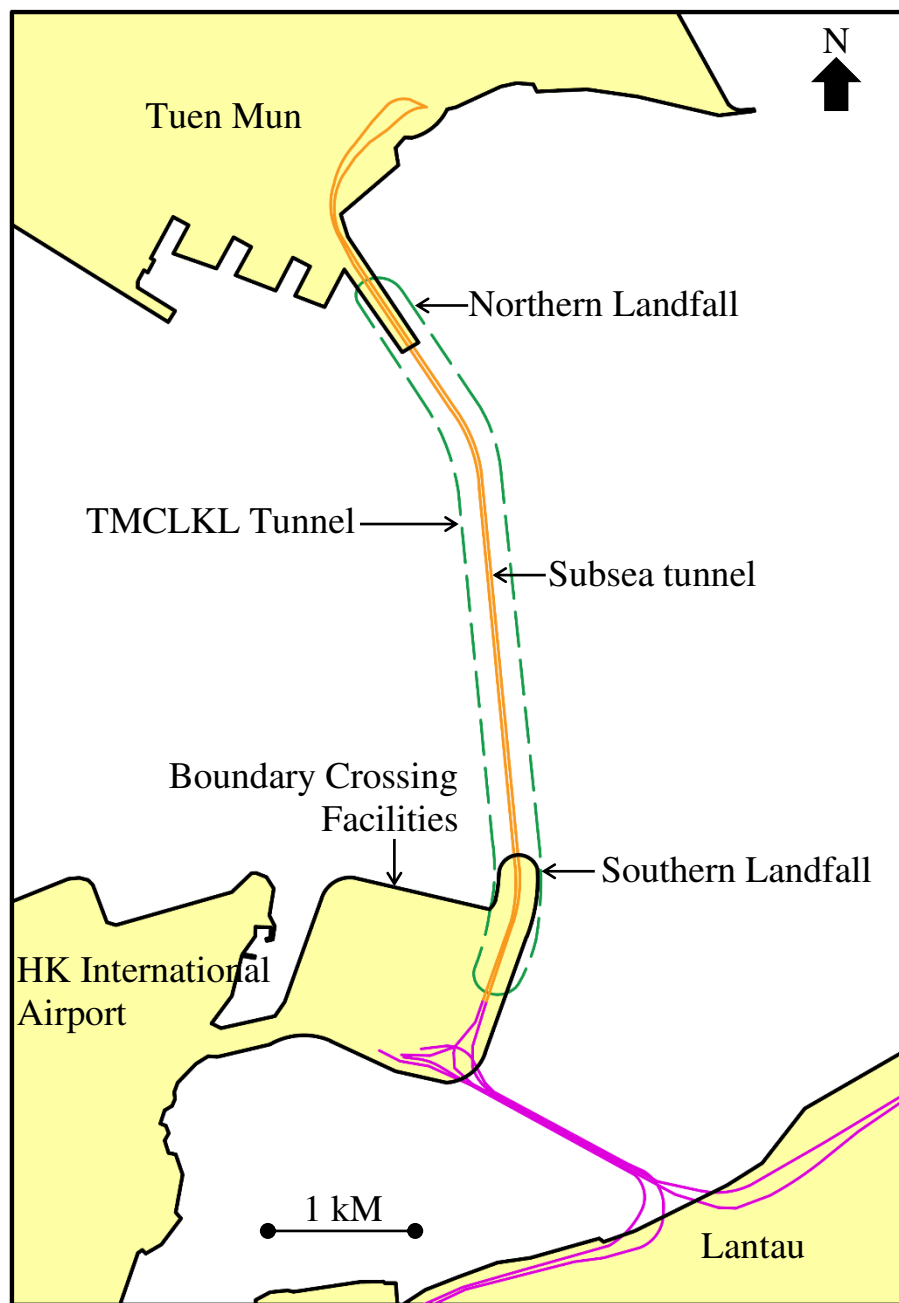 N
Tuen Mun
Northern Landfall
TMCLKL Tunnel
Subsea tunnel
Boundary Crossing
Facilities
Southern Landfall
HK International
Airport
1 kM
Lantau